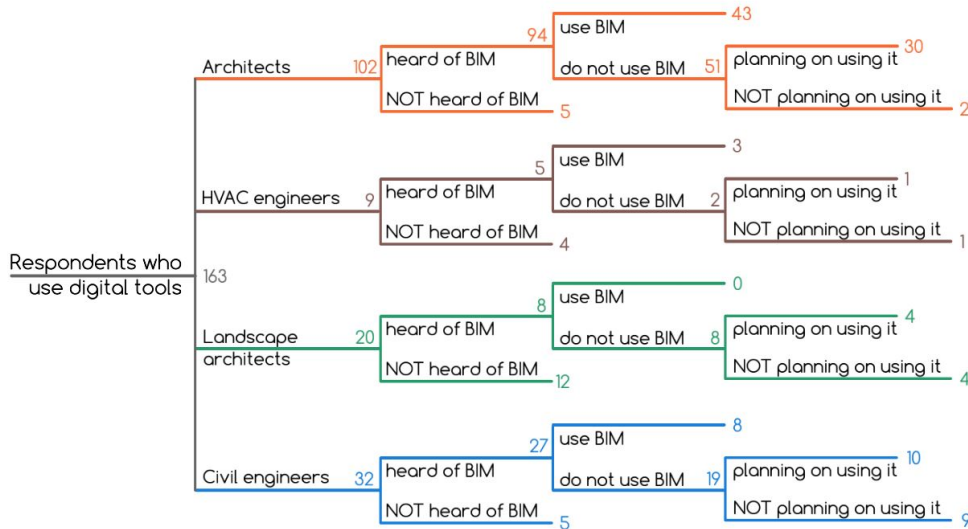 43
94
use BIM
30
heard of BIM
planning on using it
Architects
102
do not use BIM
51
NOT heard of BIM
NOT planning on using it
5
2
3
5
use BIM
1
heard of BIM
planning on using it
HVAC engineers
9
do not use BIM
2
NOT heard of BIM
NOT planning on using it
4
1
Respondents who
use digital tools
163
0
8
use BIM
4
heard of BIM
planning on using it
Landscape
architects
20
do not use BIM
8
NOT heard of BIM
NOT planning on using it
12
4
8
27
use BIM
10
heard of BIM
planning on using it
Civil engineers
32
do not use BIM
19
NOT heard of BIM
NOT planning on using it
5
9